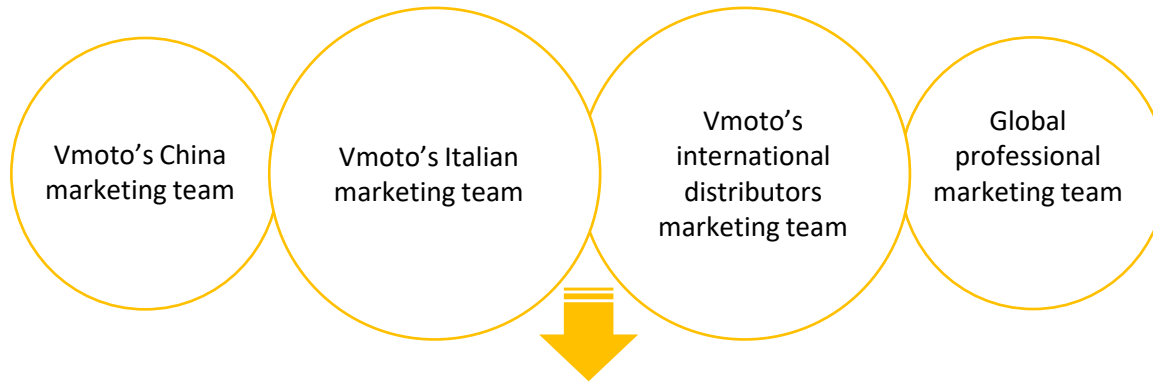 Vmoto’s China
marketing team
Vmoto’s Italian
marketing team
Vmoto’s
international
distributors
marketing team
Global
professional
marketing team